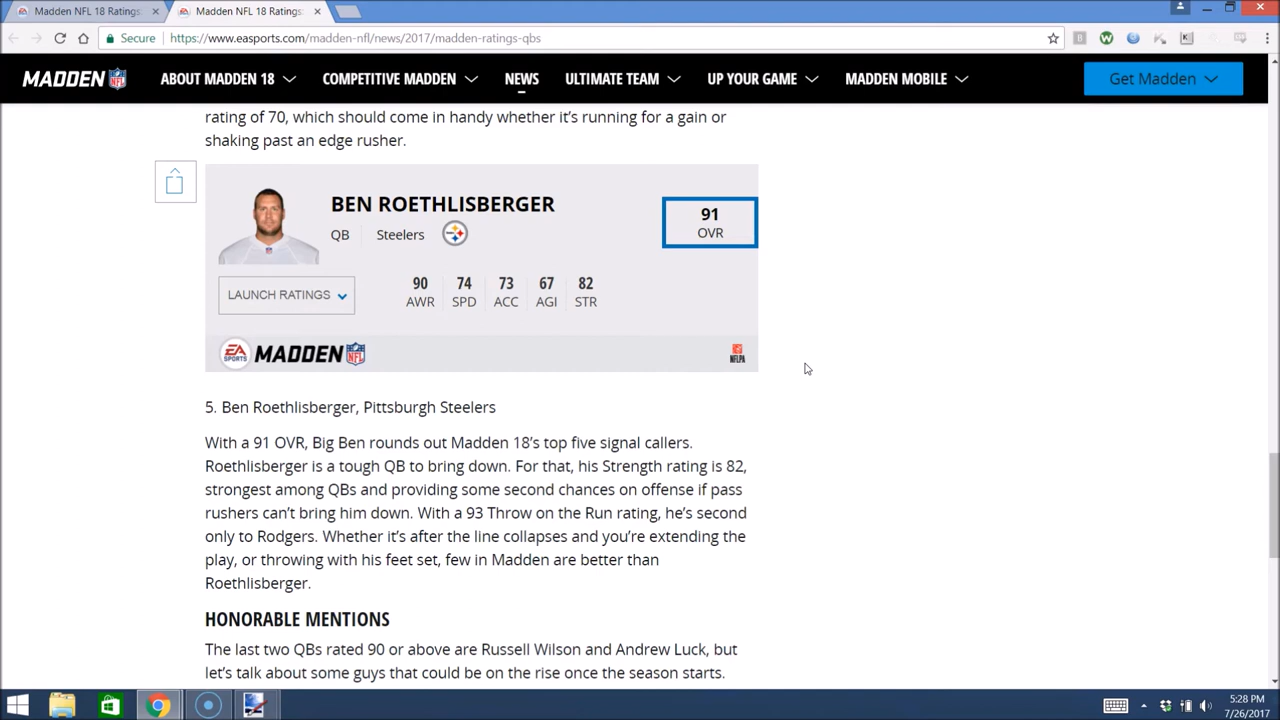 Madden NFL 18 Ratings:
Madden NFL 18 Ratings:
Secure
https://www.easports.com/madden-nfl/news/2017/madden-ratings-qbs
MADDEN NFL
ABOUT MADDEN 18
COMPETITIVE MADDEN
NEWS
ULTIMATE TEAM
UP YOUR GAME
MADDEN MOBILE
Get Madden
rating of 70, which should come in handy whether it’s running for a gain or
shaking past an edge rusher.
BEN ROETHLISBERGER
QB Steelers
91
OVR
LAUNCH RATINGS
90 74 73 67 82
AWR SPD ACC AGI STR
EA SPORTS MADDEN NFL
NFLPA
5. Ben Roethlisberger, Pittsburgh Steelers
With a 91 OVR, Big Ben rounds out Madden 18’s top five signal callers.
Roethlisberger is a tough QB to bring down. For that, his Strength rating is 82,
strongest among QBs and providing some second chances on offense if pass
rushers can’t bring him down. With a 93 Throw on the Run rating, he’s second
only to Rodgers. Whether it’s after the line collapses and you’re extending the
play, or throwing with his feet set, few in Madden are better than
Roethlisberger.
HONORABLE MENTIONS
The last two QBs rated 90 or above are Russell Wilson and Andrew Luck, but
let’s talk about some guys that could be on the rise once the season starts.
5:28 PM
7/26/2017